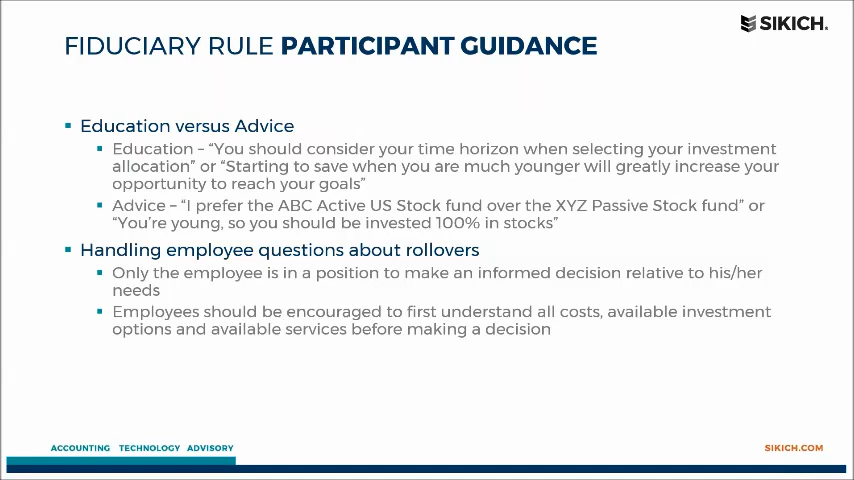 SIKICH.
FIDUCIARY RULE PARTICIPANT GUIDANCE
▪ Education versus Advice
▪ Education – “You should consider your time horizon when selecting your investment
allocation” or “Starting to save when you are much younger will greatly increase your
opportunity to reach your goals”
▪ Advice – “I prefer the ABC Active US Stock fund over the XYZ Passive Stock fund” or
“You’re young, so you should be invested 100% in stocks”
▪ Handling employee questions about rollovers
▪ Only the employee is in a position to make an informed decision relative to his/her
needs
▪ Employees should be encouraged to first understand all costs, available investment
options and available services before making a decision
ACCOUNTING TECHNOLOGY ADVISORY
SIKICH.COM